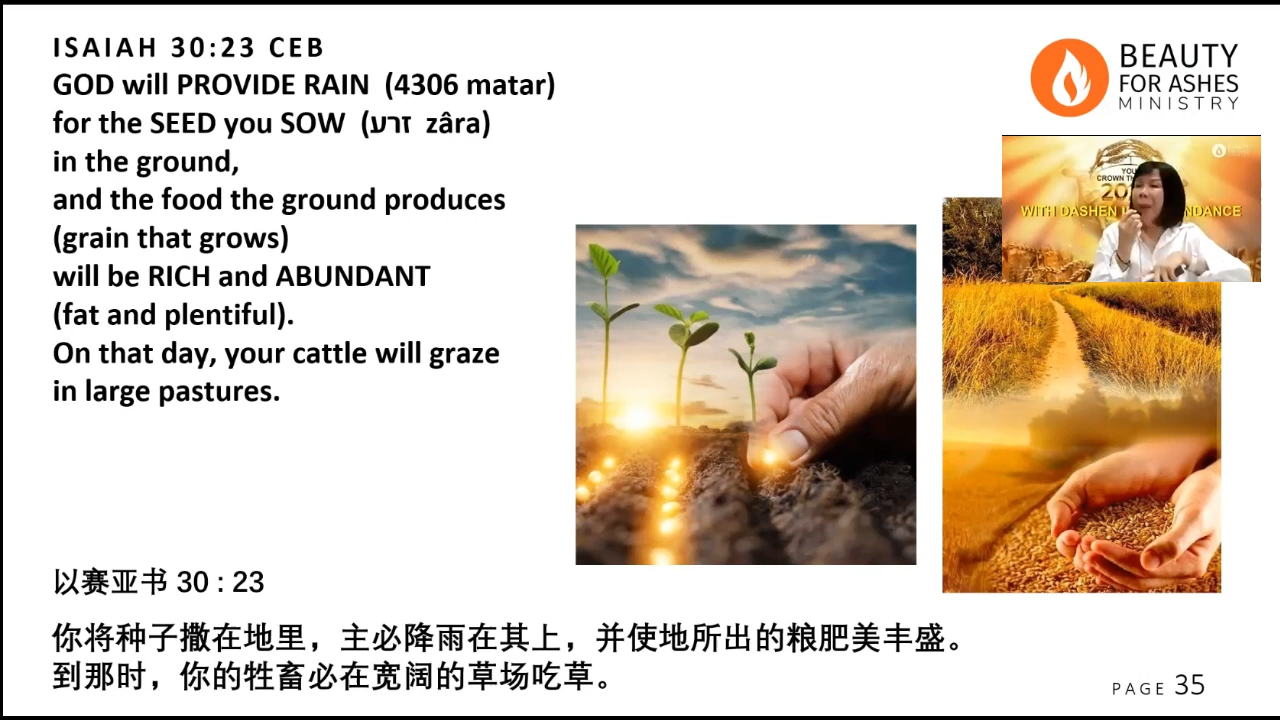 ISAIAH 30:23 CEB
GOD will PROVIDE RAIN (4306 matar)
for the SEED you SOW (זרע zâra)
in the ground,
and the food the ground produces
(grain that grows)
will be RICH and ABUNDANT
(fat and plentiful).
On that day, your cattle will graze
in large pastures.
BEAUTY
FOR ASHES
MINISTRY
CROWN
WITH DASHEN
以赛亚书 30 : 23
你将种子撒在地里，主必降雨在其上，并使地所出的粮肥美丰盛。
到那时，你的牲畜必在宽阔的草场吃草。
PAGE 35